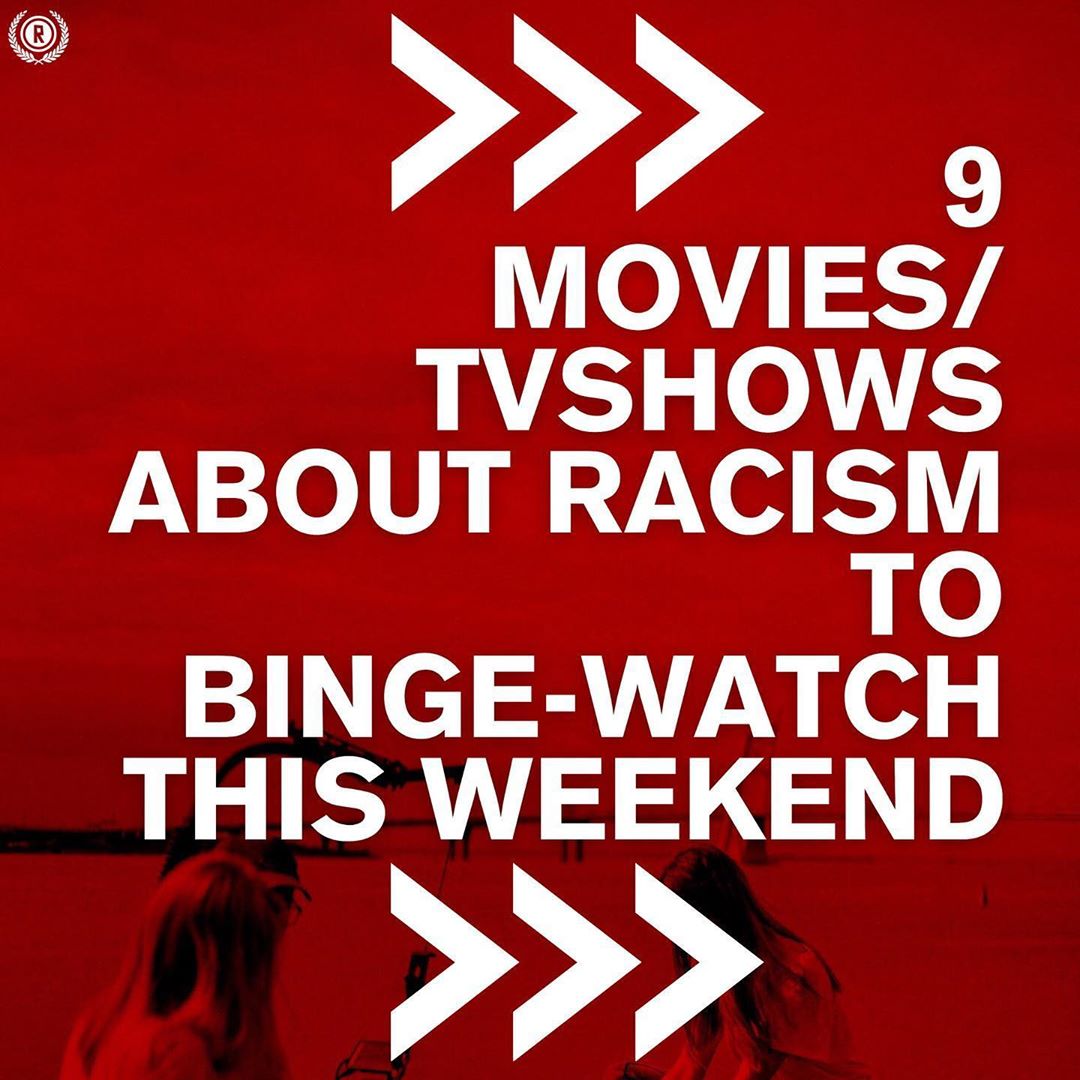 R
9
MOVIES/
TVSHOWS
ABOUT RACISM
TO
BINGE-WATCH
THIS WEEKEND